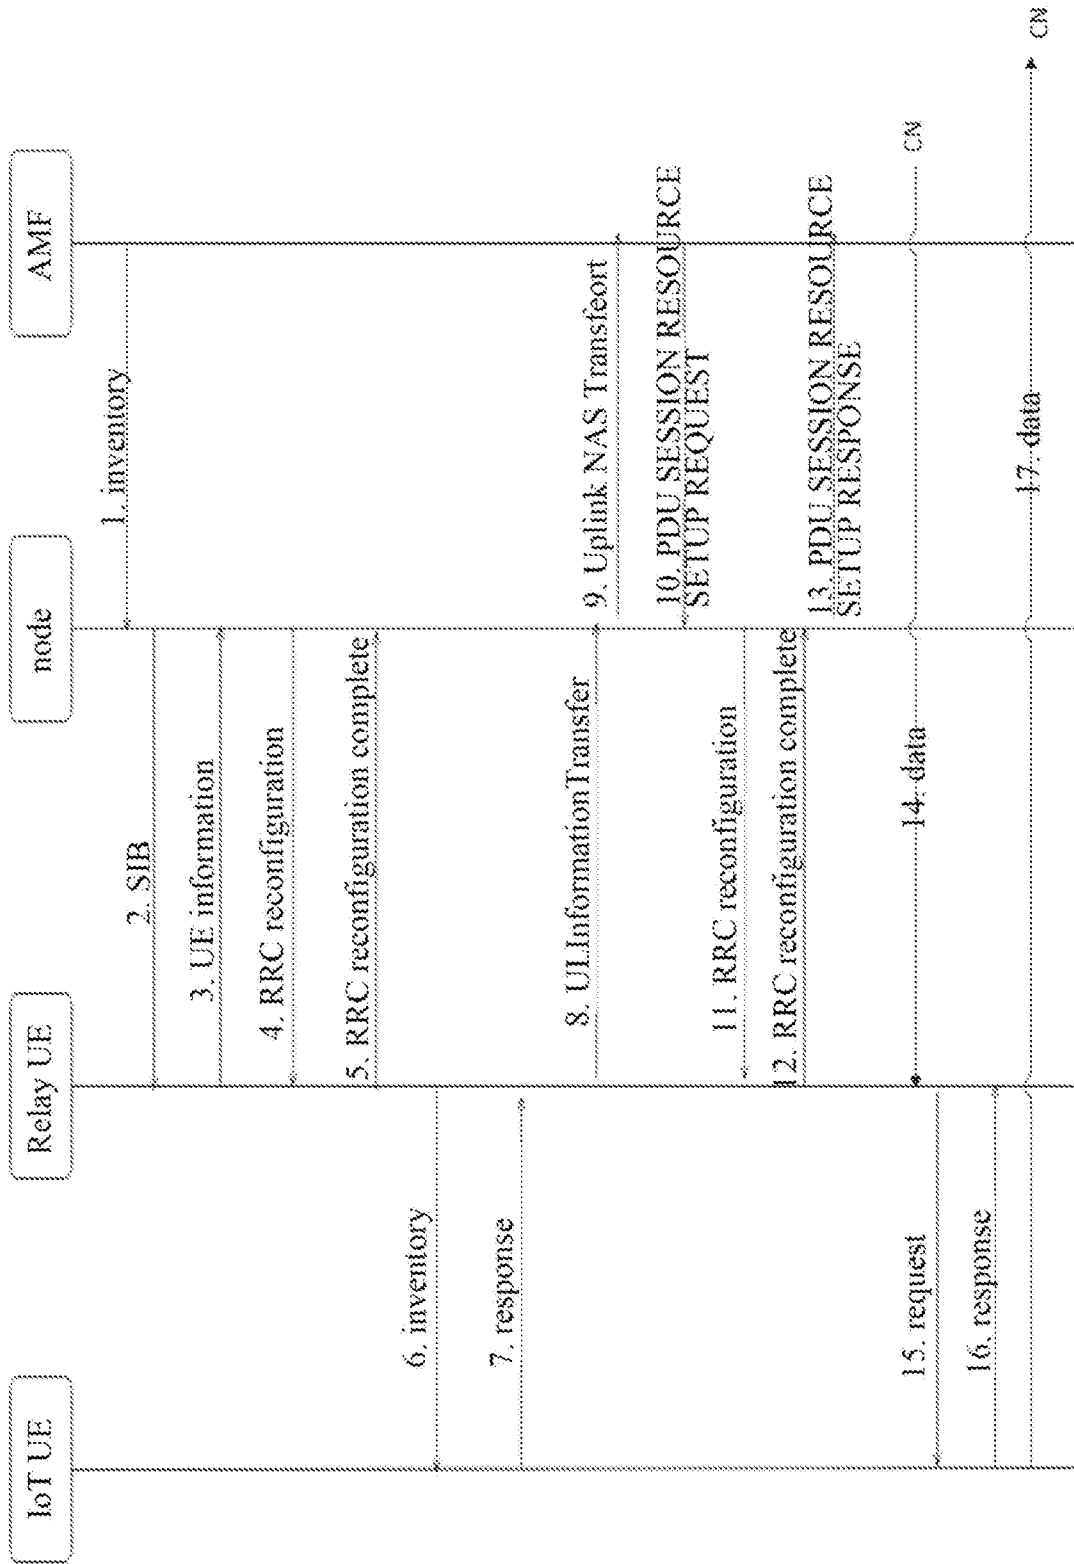 IoT UE
Relay UE
node
AMF
1. inventory
2. SIB
3. UE information
4. RRC reconfiguration
5. RRC reconfiguration complete
6. inventory
7. response
8. ULInformationTransfer
9. Uplink NAS Transfeort
10. PDU SESSION RESOURCE
SETUP REQUEST
11. RRC reconfiguration
12. RRC reconfiguration complete
13. PDU SESSION RESOURCE
SETUP RESPONSE
14. data
CN
15. request
16. response
17. data
CN